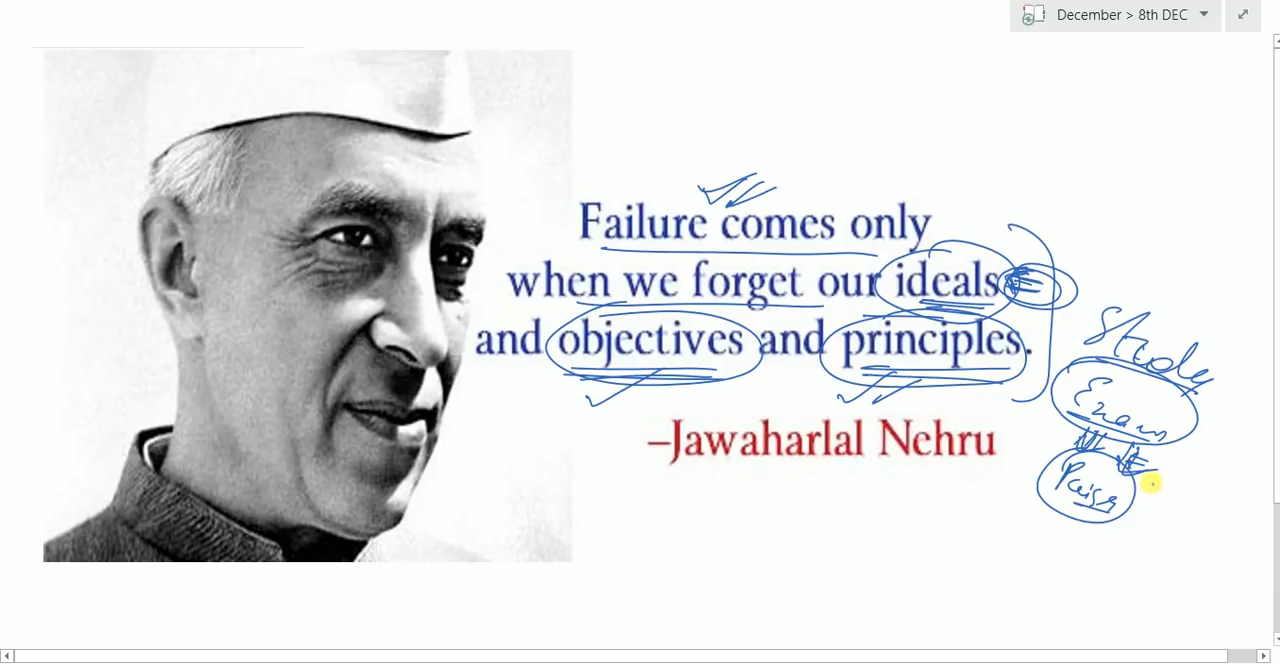 December > 8th DEC
Failure comes only
when we forget our ideals
and objectives and principles.
–Jawaharlal Nehru
Study
Exam